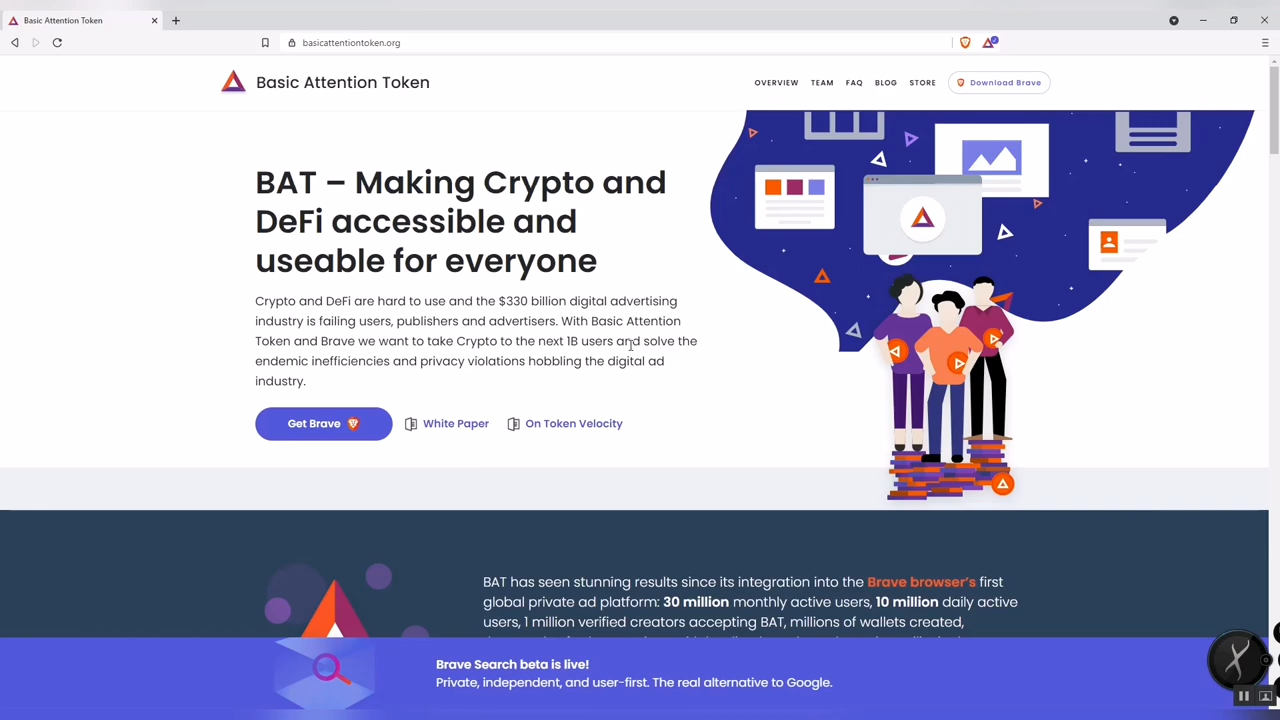 Basic Attention Token
basicattentiontoken.org
Basic Attention Token
OVERVIEW TEAM FAQ BLOG STORE Download Brave
BAT – Making Crypto and
DeFi accessible and
useable for everyone
Crypto and DeFi are hard to use and the $330 billion digital advertising
industry is failing users, publishers and advertisers. With Basic Attention
Token and Brave we want to take Crypto to the next 1B users and solve the
endemic inefficiencies and privacy violations hobbling the digital ad
industry.
Get Brave White Paper On Token Velocity
BAT has seen stunning results since its integration into the Brave browser's first
global private ad platform: 30 million monthly active users, 10 million daily active
users, 1 million verified creators accepting BAT, millions of wallets created,
Brave Search beta is live!
Private, independent, and user-first. The real alternative to Google.